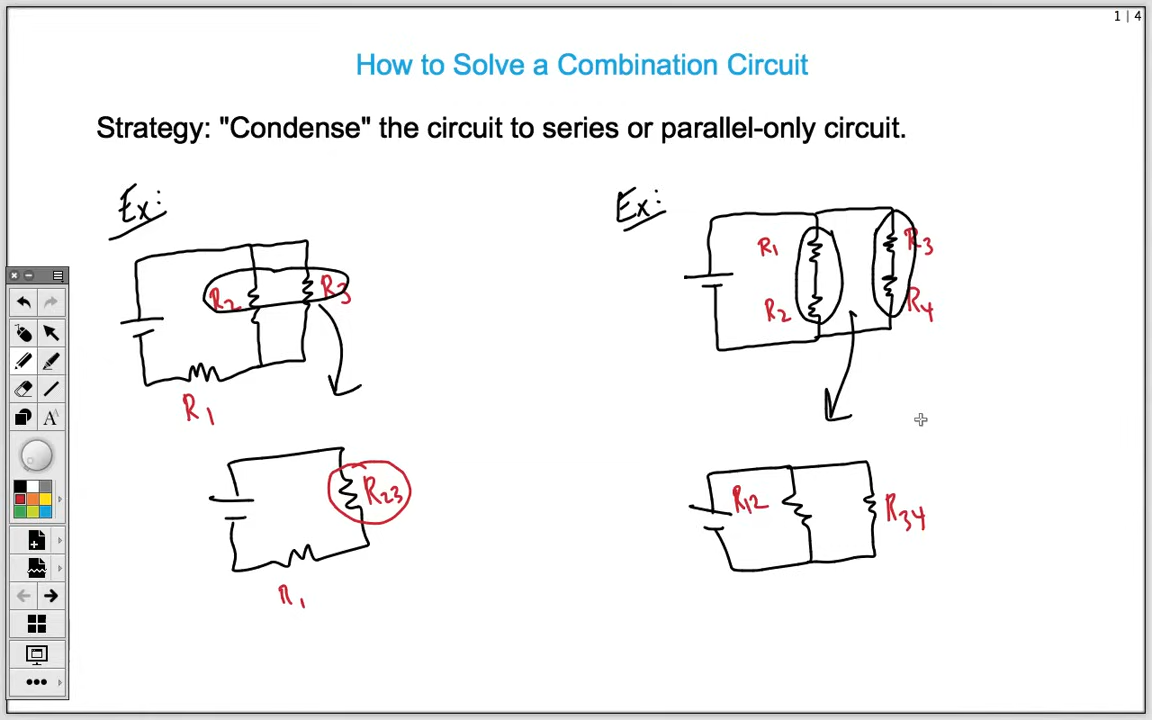 1 | 4
How to Solve a Combination Circuit
Strategy: "Condense" the circuit to series or parallel-only circuit.
Ex:
R2 R3
R1
R23
R1
Ex:
R1 R3
R2 R4
R12 R34
A